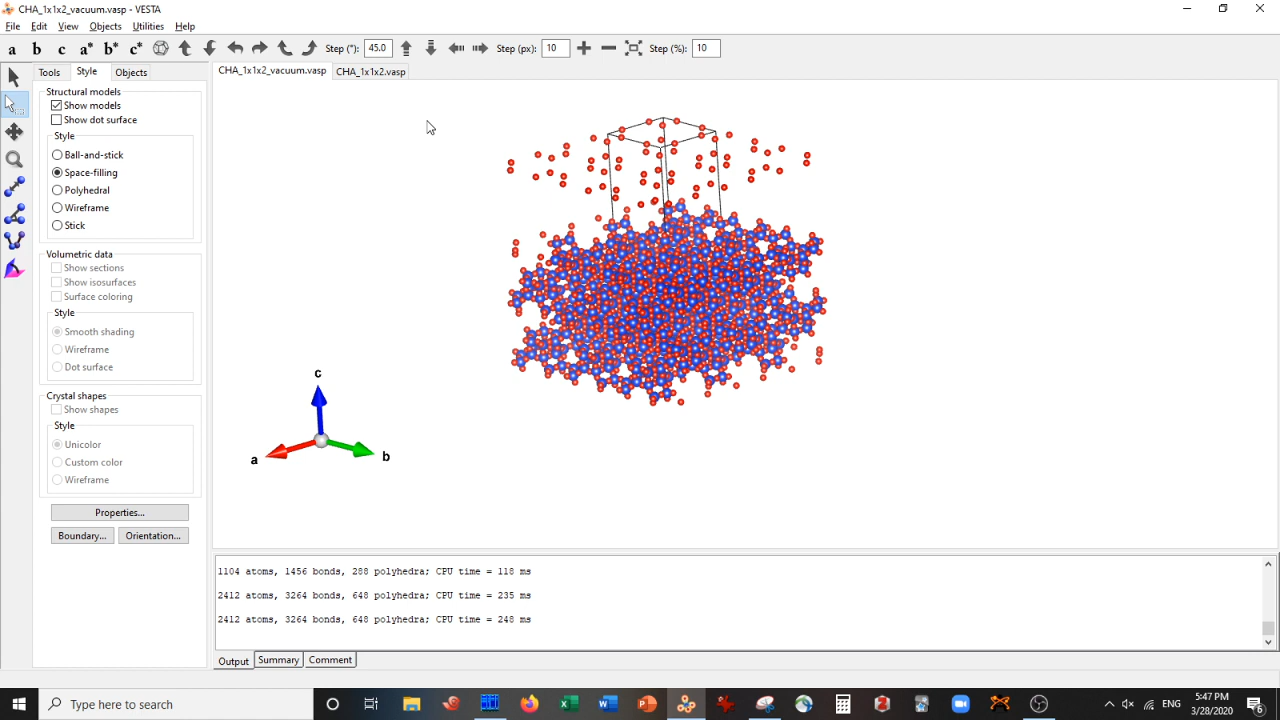 CHA_1x1x2_vacuum.vasp - VESTA
File Edit View Objects Utilities Help
a b c a* b* c* Step (°): 45.0 Step (px): 10 Step (%): 10
Tools Style Objects
CHA_1x1x2_vacuum.vasp CHA_1x1x2.vasp
Structural models
Show models
Show dot surface
Style
Ball-and-stick
Space-filling
Polyhedral
Wireframe
Stick
Volumetric data
Show sections
Show isosurfaces
Surface coloring
Style
Smooth shading
Wireframe
Dot surface
Crystal shapes
Show shapes
Style
Unicolor
Custom color
Wireframe
Properties...
Boundary... Orientation...
c
a
b
1104 atoms, 1456 bonds, 288 polyhedra; CPU time = 118 ms
2412 atoms, 3264 bonds, 648 polyhedra; CPU time = 235 ms
2412 atoms, 3264 bonds, 648 polyhedra; CPU time = 248 ms
Output Summary Comment
Type here to search
ENG
5:47 PM
3/28/2020
6